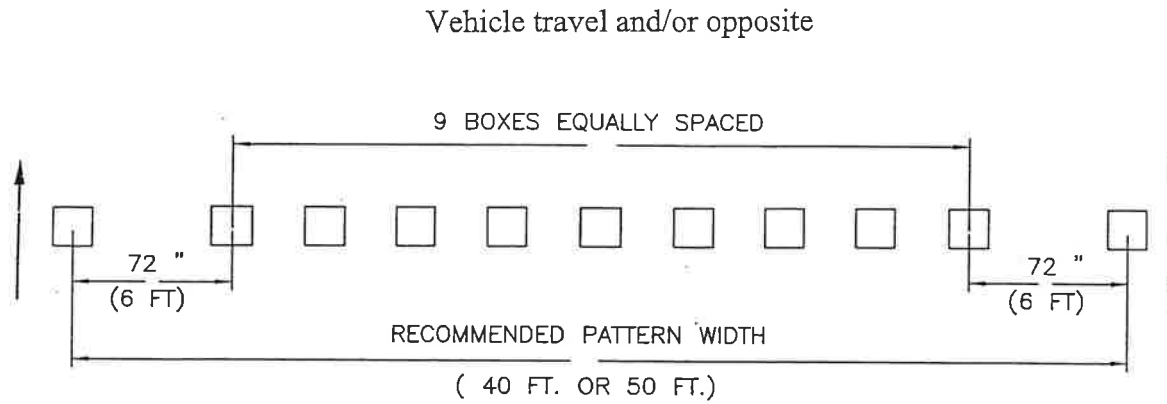 Vehicle travel and/or opposite
9 BOXES EQUALLY SPACED
72 "
(6 FT)
72 "
(6 FT)
RECOMMENDED PATTERN WIDTH
( 40 FT. OR 50 FT.)